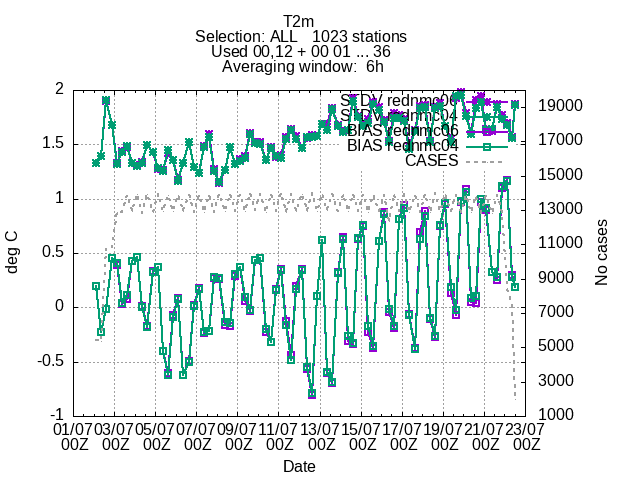 T2m
Selection: ALL 1023 stations
Used 00,12 + 00 01 ... 36
Averaging window: 6h
STDV rednmc06
STDV rednmc04
BIAS rednmc06
BIAS rednmc04
CASES
deg C
2
1.5
1
0.5
0
-0.5
-1
No cases
19000
17000
15000
13000
11000
9000
7000
5000
3000
1000
01/07 03/07 05/07 07/07 09/07 11/07 13/07 15/07 17/07 19/07 21/07 23/07
00Z 00Z 00Z 00Z 00Z 00Z 00Z 00Z 00Z 00Z 00Z 00Z
Date